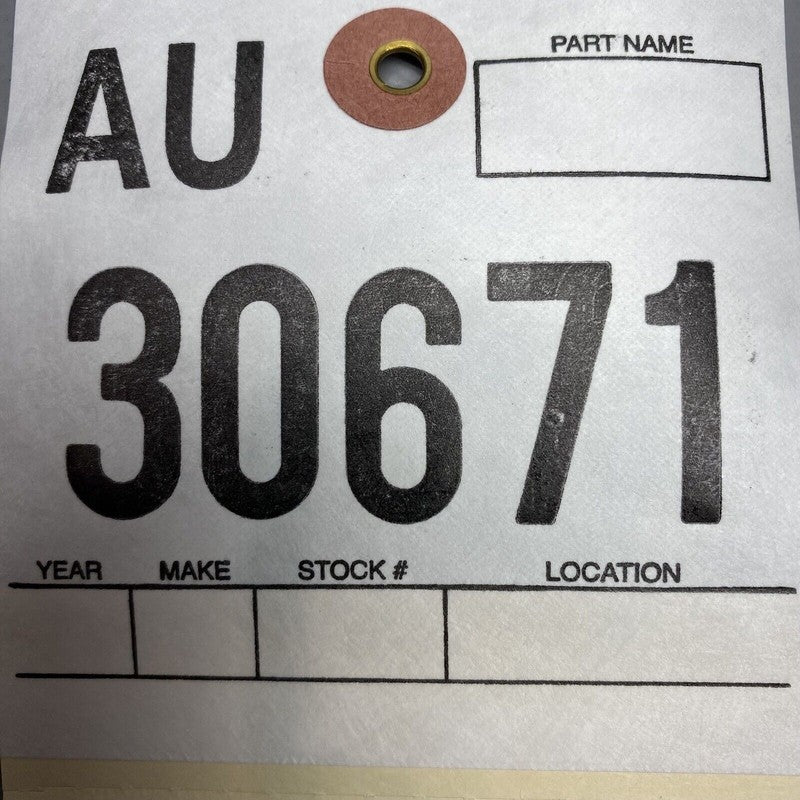 AU
PART NAME
30671
YEAR MAKE STOCK # LOCATION